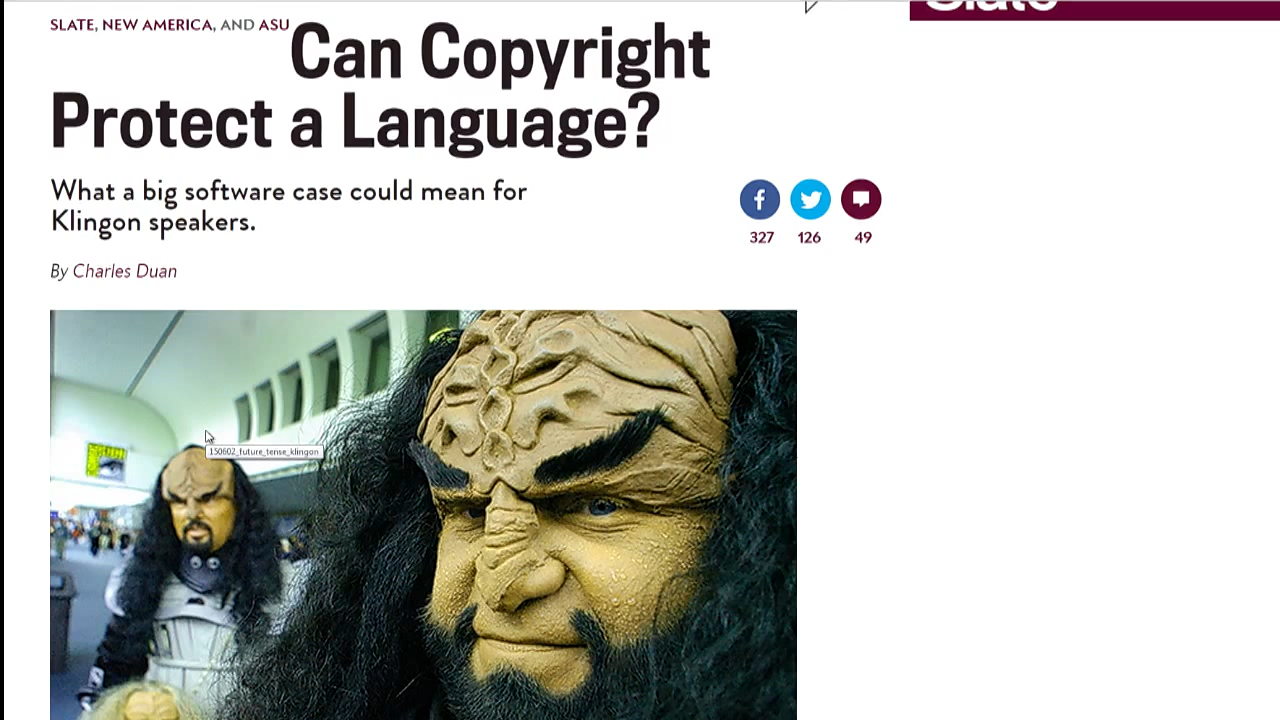 Slate
SLATE, NEW AMERICA, AND ASU
Can Copyright
Protect a Language?
What a big software case could mean for
Klingon speakers.
327
126
49
By Charles Duan
150602_future_tense_klingon